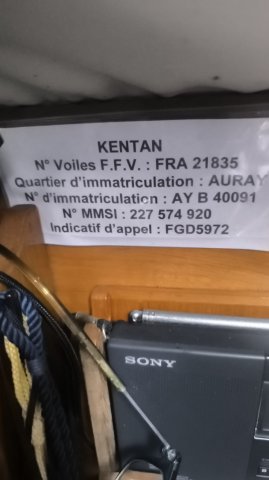 KENTAN
N° Voiles F.F.V. : FRA 21835
Quartier d'immatriculation : AURAY
N° d'immatriculation : AY B 40091
N° MMSI : 227 574 920
Indicatif d'appel : FGD5972
SONY